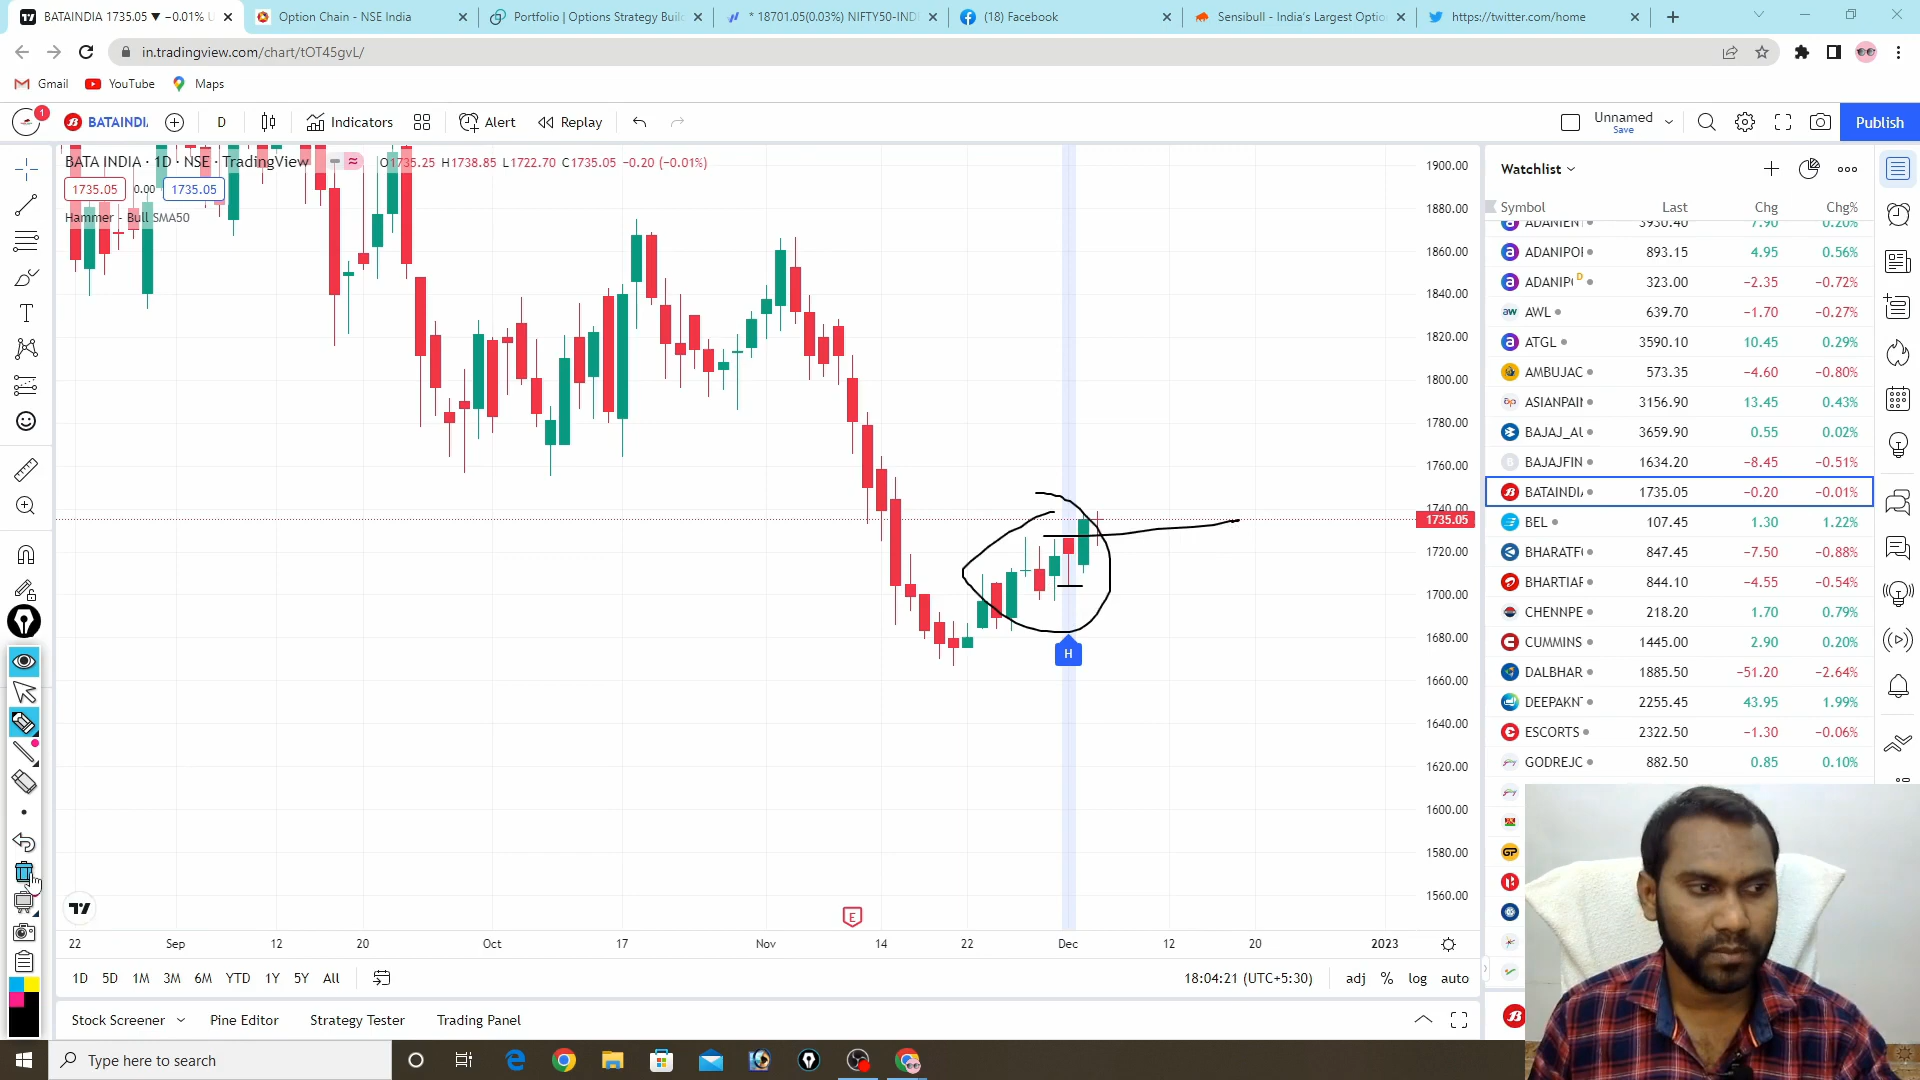 BATAINDIA 1735.05 ▼ −0.01% U
Option Chain - NSE India
Portfolio | Options Strategy Buil
* 18701.05(0.03%) NIFTY50-IND
(18) Facebook
Sensibull - India's Largest Optio
https://twitter.com/home
in.tradingview.com/chart/tOT45gvL/
Gmail
YouTube
Maps
1
BATAINDI
D
Indicators
Alert
Replay
Unnamed
Save
Publish
BATA INDIA · 1D · NSE · TradingView
O1735.25 H1738.85 L1722.70 C1735.05 −0.20 (−0.01%)
1735.05 0.00 1735.05
Hammer - Bull SMA50
1900.00
1880.00
1860.00
1840.00
1820.00
1800.00
1780.00
1760.00
1740.00
1735.05
1720.00
1700.00
1680.00
1660.00
1640.00
1620.00
1600.00
1580.00
1560.00
H
E
22 Sep 12 20 Oct 17 Nov 14 22 Dec 12 20 2023
1D 5D 1M 3M 6M YTD 1Y 5Y All
18:04:21 (UTC+5:30)
adj % log auto
Stock Screener
Pine Editor
Strategy Tester
Trading Panel
Watchlist
Symbol Last Chg Chg%
ADANIEN 3930.40 7.90 0.20%
ADANIPOI 893.15 4.95 0.56%
ADANIP( D 323.00 −2.35 −0.72%
AWL 639.70 −1.70 −0.27%
ATGL 3590.10 10.45 0.29%
AMBUJAC 573.35 −4.60 −0.80%
ASIANPAI 3156.90 13.45 0.43%
BAJAJ_AU 3659.90 0.55 0.02%
BAJAJFIN 1634.20 −8.45 −0.51%
BATAINDI 1735.05 −0.20 −0.01%
BEL 107.45 1.30 1.22%
BHARATF( 847.45 −7.50 −0.88%
BHARTIAF 844.10 −4.55 −0.54%
CHENNPE 218.20 1.70 0.79%
CUMMINS 1445.00 2.90 0.20%
DALBHAR 1885.50 −51.20 −2.64%
DEEPAKN 2255.45 43.95 1.99%
ESCORTS 2322.50 −1.30 −0.06%
GODREJC 882.50 0.85 0.10%
Type here to search